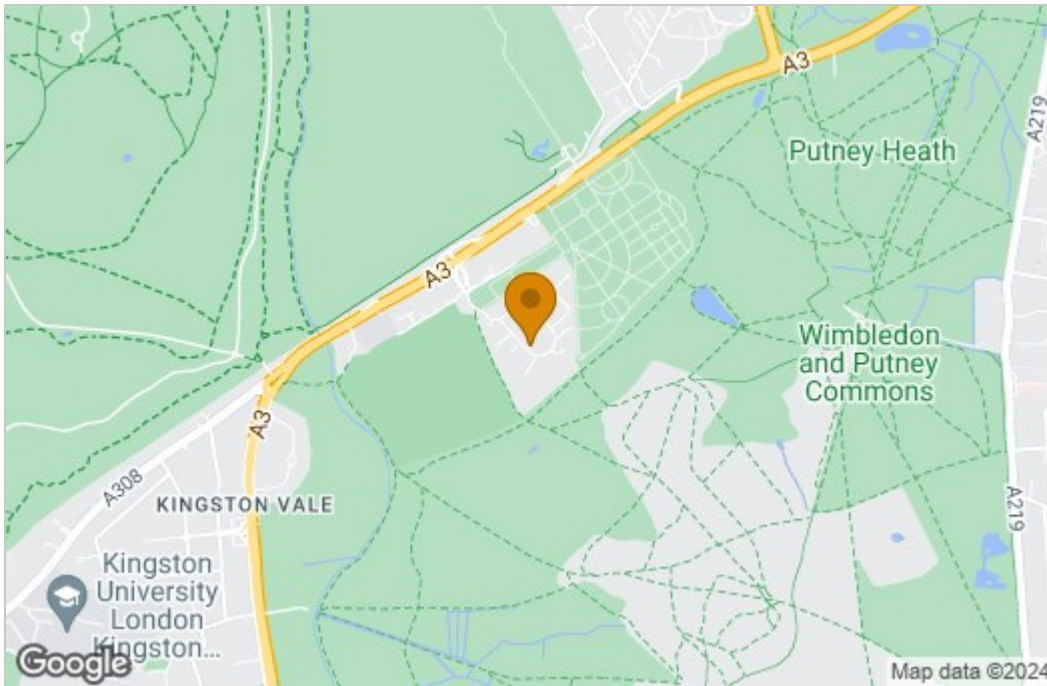 A3
A219
Putney Heath
A3
Wimbledon
and Putney
Commons
A3
A308
KINGSTON VALE
A219
Kingston
University
London
Kingston...
Google
Map data ©2024